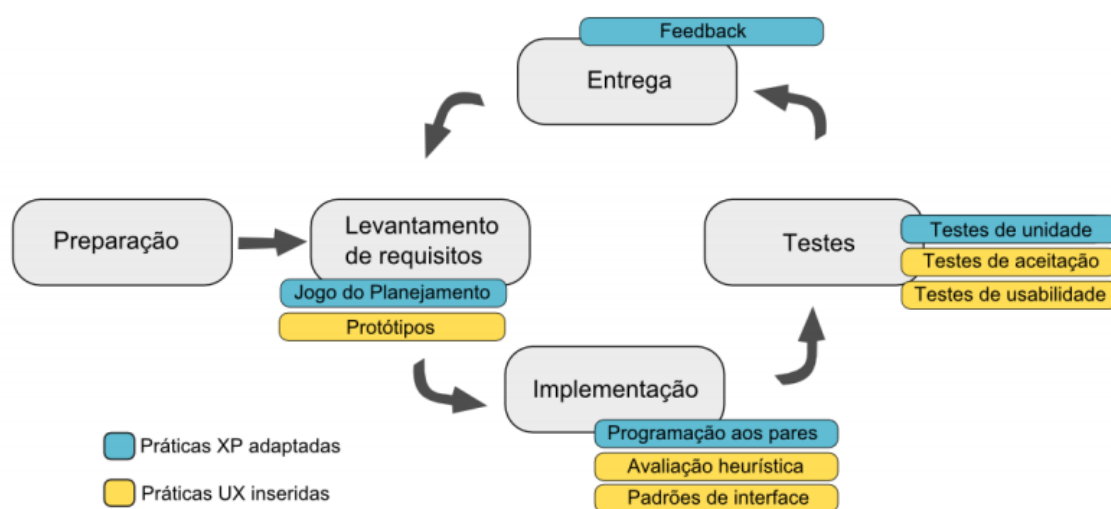 Feedback
Entrega
Preparação
Levantamento
de requisitos
Jogo do Planejamento
Protótipos
Implementação
Programação aos pares
Avaliação heurística
Padrões de interface
Testes
Testes de unidade
Testes de aceitação
Testes de usabilidade
Práticas XP adaptadas
Práticas UX inseridas